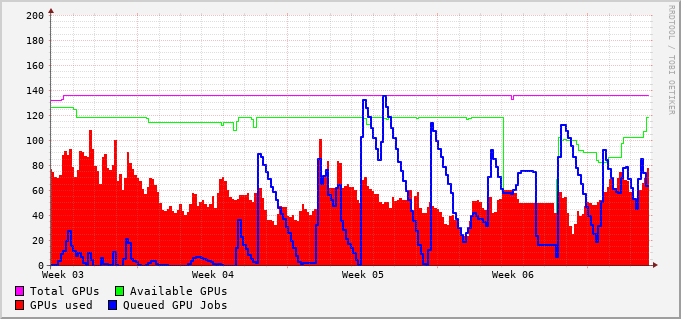 200
180
160
140
120
100
80
60
40
20
0
Week 03 Week 04 Week 05 Week 06
Total GPUs Available GPUs
GPUs used Queued GPU Jobs
RRDTOOL / TOBI OETIKER